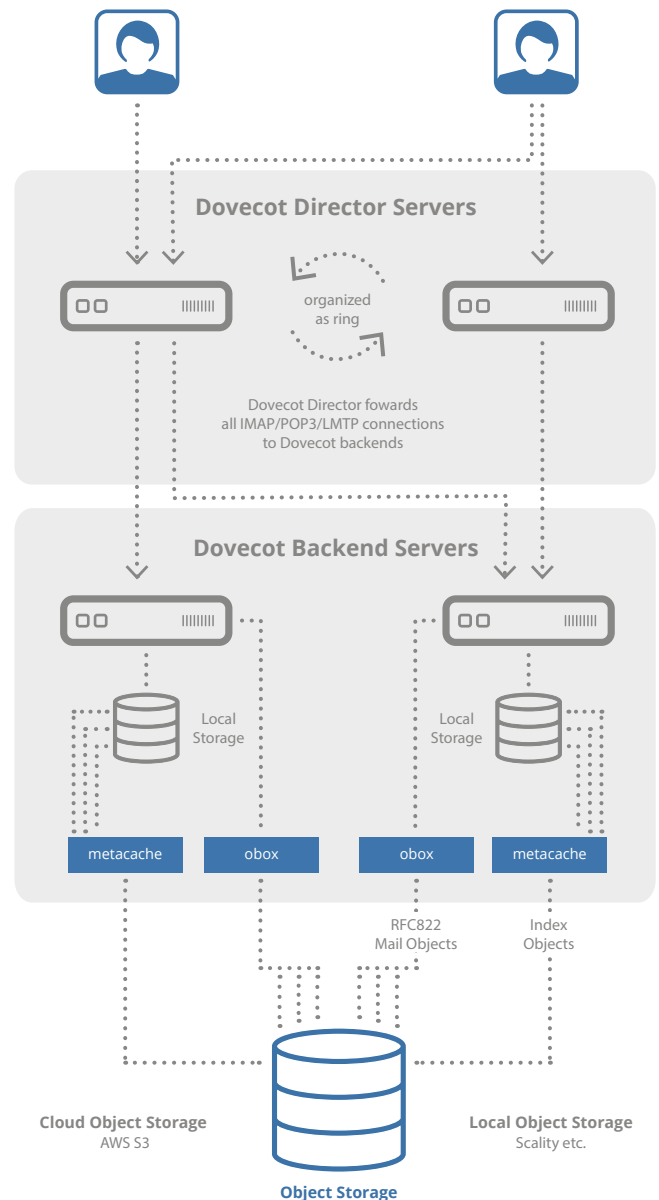 Dovecot Director Servers
organized
as ring
Dovecot Director fowards
all IMAP/POP3/LMTP connections
to Dovecot backends
Dovecot Backend Servers
Local
Storage
Local
Storage
metacache
obox
obox
metacache
RFC822
Mail Objects
Index
Objects
Cloud Object Storage
AWS S3
Local Object Storage
Scality etc.
Object Storage